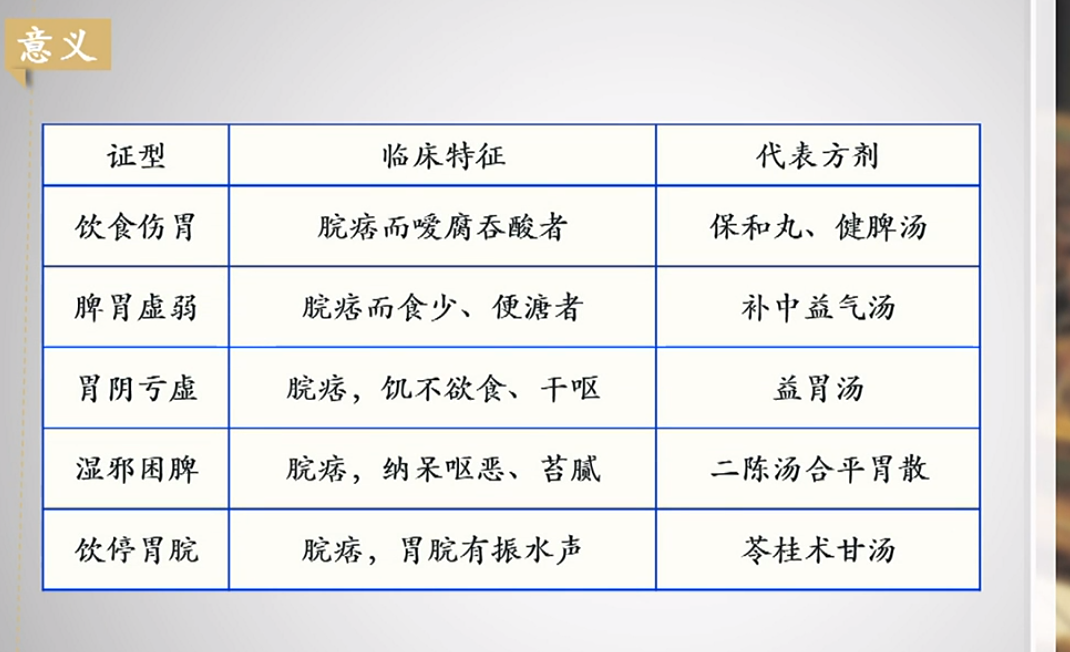 意义
证型 临床特征 代表方剂
饮食伤胃 脘痞而嗳腐吞酸者 保和丸、健脾汤
脾胃虚弱 脘痞而食少、便溏者 补中益气汤
胃阴亏虚 脘痞，饥不欲食、干呕 益胃汤
湿邪困脾 脘痞，纳呆呕恶、苔腻 二陈汤合平胃散
饮停胃脘 脘痞，胃脘有振水声 苓桂术甘汤